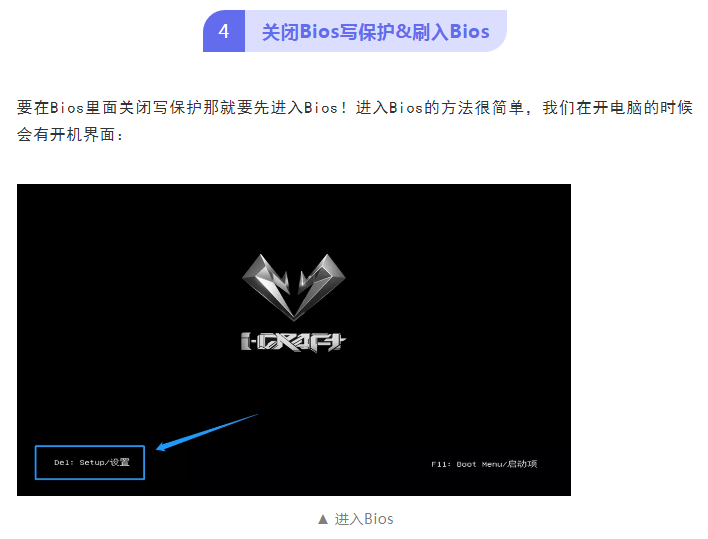 4
关闭Bios写保护&刷入Bios
要在Bios里面关闭写保护那就要先进入Bios！进入Bios的方法很简单，我们在开电脑的时候
会有开机界面：
i-CRAFT
Del: Setup/设置
F11: Boot Menu/启动项
▲ 进入Bios